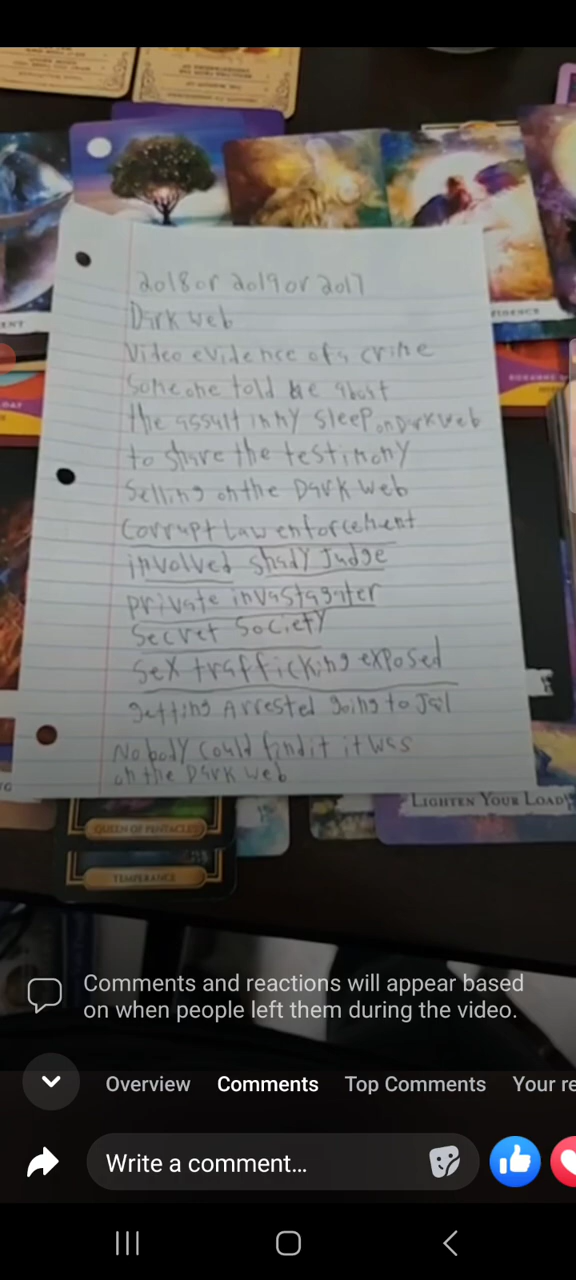 ENT
2018 or 2019 or 2017
Dark web
Video evidence of a crime
Someone told me about
the assult in my sleep on Dark web
to share the testimony
Selling on the Dark web
Corrupt Law enforcement
involved shady Judge
private invastagater
Secret Society
Sex trafficking exposed
getting Arrested going to Jail
Nobody could find it it was
on the Dark web
LIGHTEN YOUR LOAD
QUEEN OF PENTACLES
TEMPERANCE
Comments and reactions will appear based
on when people left them during the video.
Overview Comments Top Comments Your re
Write a comment...